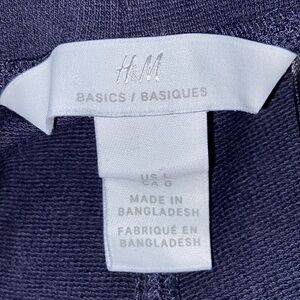 H&M
BASICS / BASIQUES
US L
CA G
MADE IN
BANGLADESH
FABRIQUÉ EN
BANGLADESH